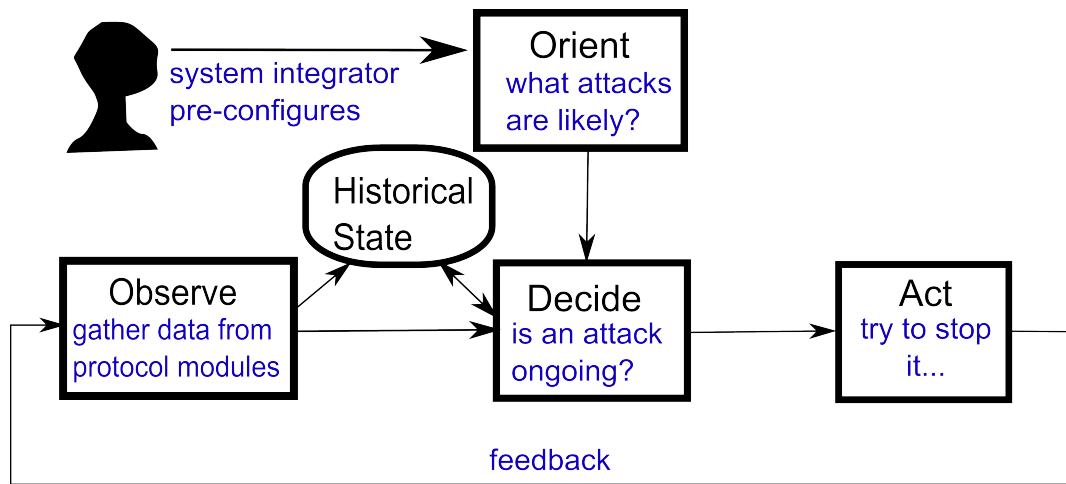 system integrator
pre-configures
Orient
what attacks
are likely?
Historical
State
Observe
gather data from
protocol modules
Decide
is an attack
ongoing?
Act
try to stop
it...
feedback